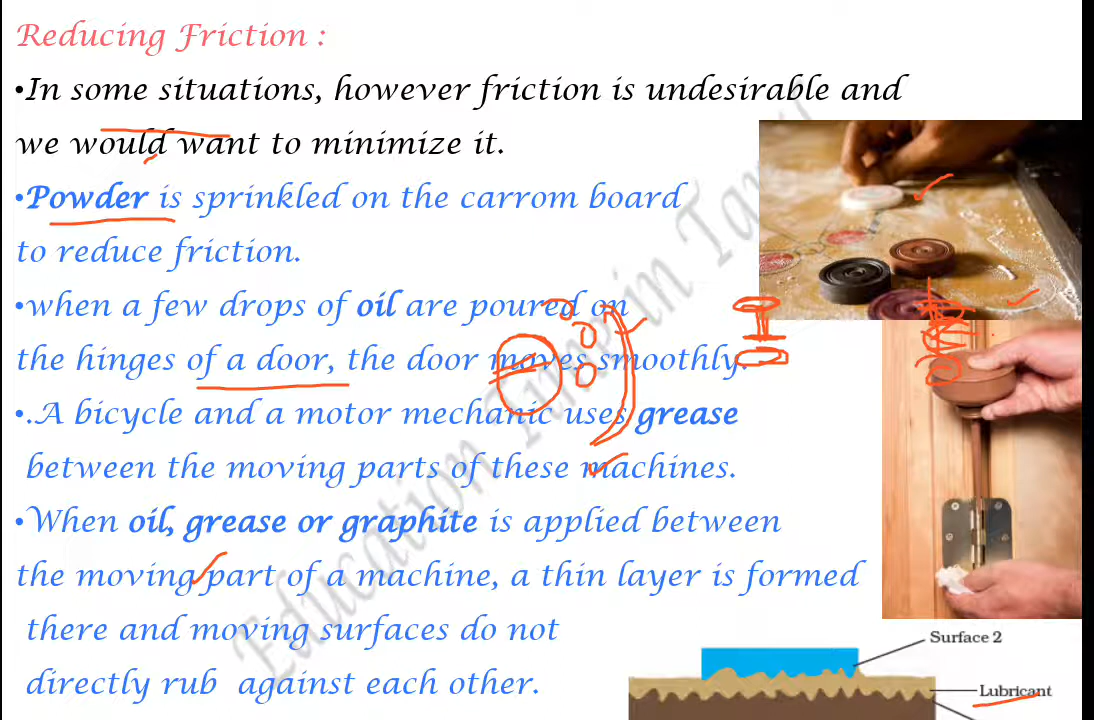 Reducing Friction :
•In some situations, however friction is undesirable and
we would want to minimize it.
•Powder is sprinkled on the carrom board
to reduce friction.
•when a few drops of oil are poured on
the hinges of a door, the door moves smoothly.
•.A bicycle and a motor mechanic uses grease
between the moving parts of these machines.
•When oil, grease or graphite is applied between
the moving part of a machine, a thin layer is formed
there and moving surfaces do not
directly rub against each other.
Surface 2
Lubricant